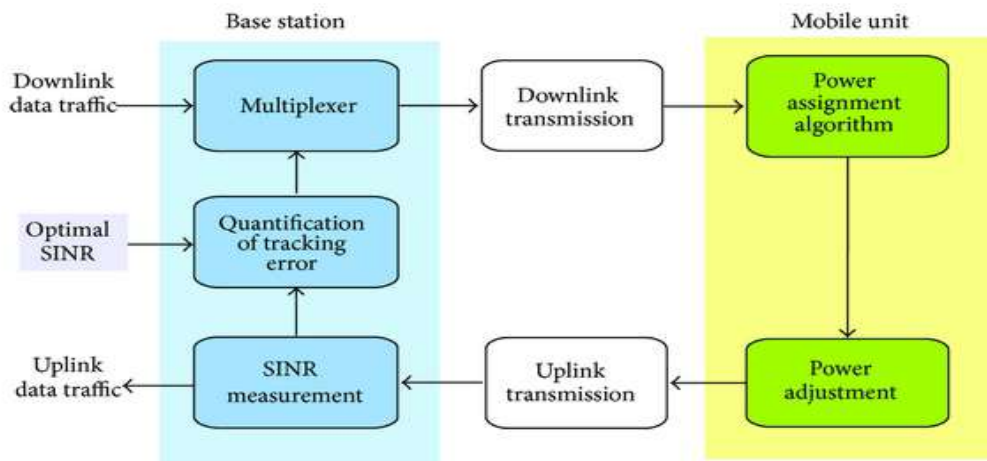 Base station
Mobile unit
Downlink
data traffic
Multiplexer
Downlink
transmission
Power
assignment
algorithm
Optimal
SINR
Quantification
of tracking
error
Uplink
data traffic
SINR
measurement
Uplink
transmission
Power
adjustment